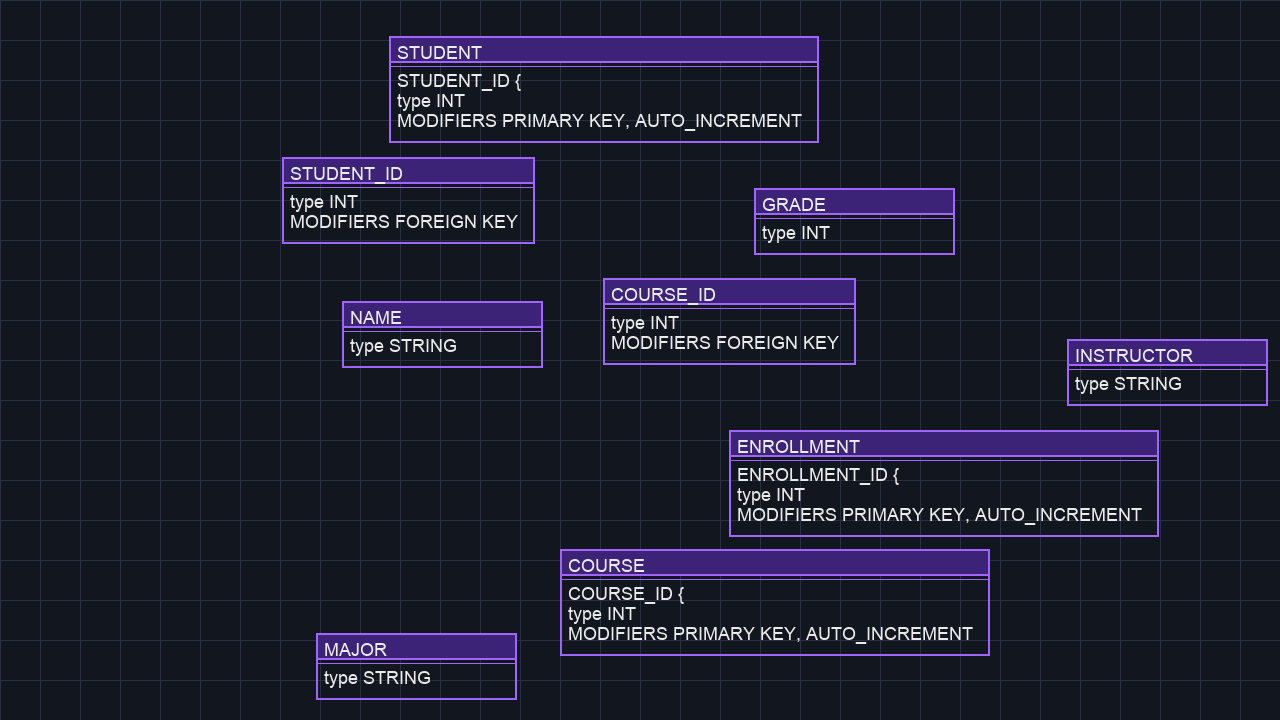 STUDENT
STUDENT_ID {
type INT
MODIFIERS PRIMARY KEY, AUTO_INCREMENT
STUDENT_ID
type INT
MODIFIERS FOREIGN KEY
GRADE
type INT
COURSE_ID
type INT
MODIFIERS FOREIGN KEY
NAME
type STRING
INSTRUCTOR
type STRING
ENROLLMENT
ENROLLMENT_ID {
type INT
MODIFIERS PRIMARY KEY, AUTO_INCREMENT
COURSE
COURSE_ID {
type INT
MODIFIERS PRIMARY KEY, AUTO_INCREMENT
MAJOR
type STRING